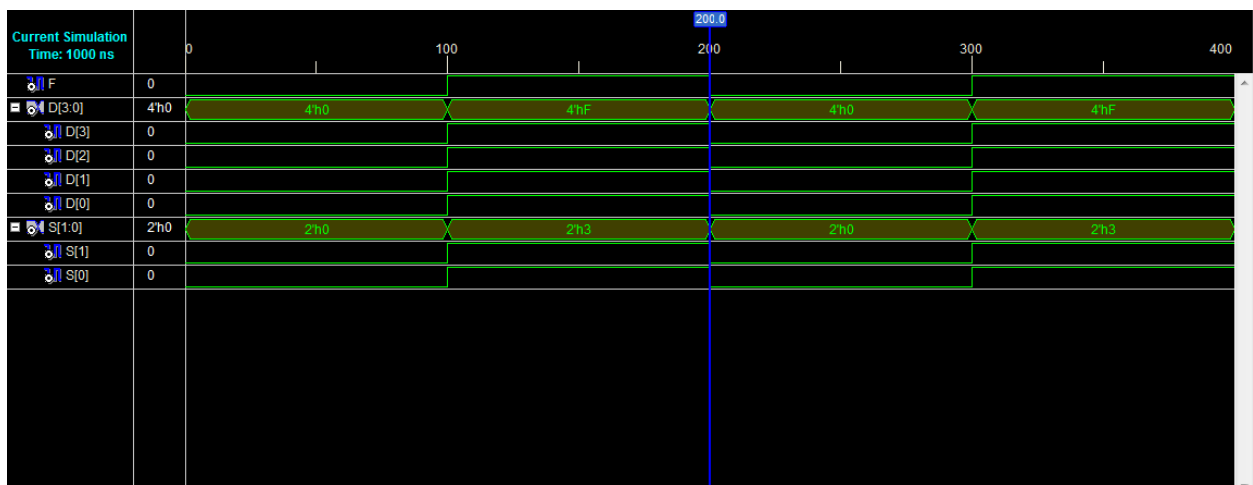 200.0
Current Simulation
Time: 1000 ns
0 100 200 300 400
F 0
D[3:0] 4'h0 4'h0 4'hF 4'h0 4'hF
D[3] 0
D[2] 0
D[1] 0
D[0] 0
S[1:0] 2'h0 2'h0 2'h3 2'h0 2'h3
S[1] 0
S[0] 0